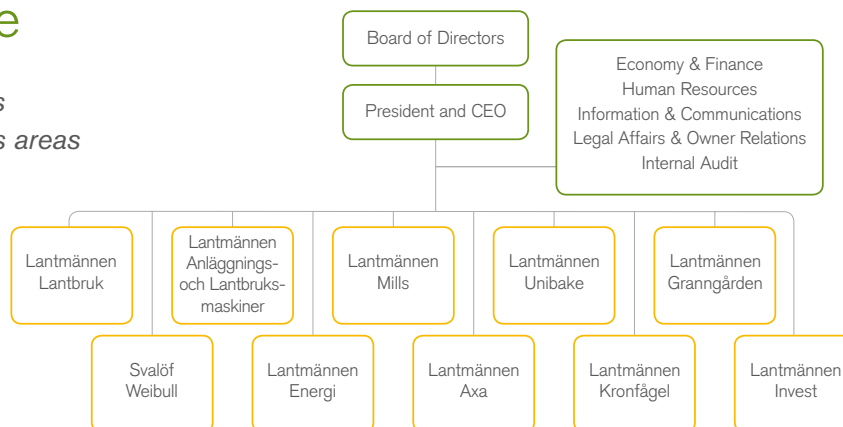 e
s
s areas
Board of Directors
President and CEO
Economy & Finance
Human Resources
Information & Communications
Legal Affairs & Owner Relations
Internal Audit
Lantmännen
Lantbruk
Lantmännen
Anläggnings-
och Lantbruks-
maskiner
Lantmännen
Mills
Lantmännen
Unibake
Lantmännen
Granngården
Svalöf
Weibull
Lantmännen
Energi
Lantmännen
Axa
Lantmännen
Kronfågel
Lantmännen
Invest